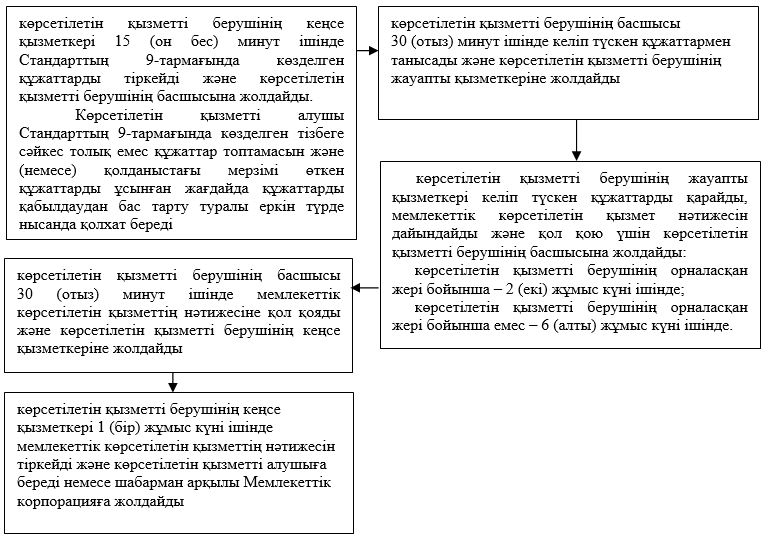 көрсетілетін қызметті берушінің кеңсе
қызметкері 15 (он бес) минут ішінде
Стандарттың 9-тармағында көзделген
құжаттарды тіркейді және көрсетілетін
қызметті берушінің басшысына жолдайды.
Көрсетілетін қызметті алушы
Стандарттың 9-тармағында көзделген тізбеге
сәйкес толық емес құжаттар топтамасын және
(немесе) қолданыстағы мерзімі өткен
құжаттарды ұсынған жағдайда құжаттарды
қабылдаудан бас тарту туралы еркін түрде
нысанда қолхат береді
көрсетілетін қызметті берушінің басшысы
30 (отыз) минут ішінде келіп түскен құжаттармен
танысады және көрсетілетін қызметті берушінің
жауапты қызметкеріне жолдайды
көрсетілетін қызметті берушінің жауапты
қызметкері келіп түскен құжаттарды қарайды,
мемлекеттік көрсетілетін қызмет нәтижесін
дайындайды және қол қою үшін көрсетілетін
қызметті берушінің басшысына жолдайды:
көрсетілетін қызметті берушінің орналасқан
жері бойынша – 2 (екі) жұмыс күні ішінде;
көрсетілетін қызметті берушінің орналасқан
жері бойынша емес – 6 (алты) жұмыс күні ішінде.
көрсетілетін қызметті берушінің басшысы
30 (отыз) минут ішінде мемлекеттік
көрсетілетін қызметтің нәтижесіне қол қояды
және көрсетілетін қызметті берушінің кеңсе
қызметкеріне жолдайды
көрсетілетін қызметті берушінің кеңсе
қызметкері 1 (бір) жұмыс күні ішінде
мемлекеттік көрсетілетін қызметтің нәтижесін
тіркейді және көрсетілетін қызметті алушыға
береді немесе шабарман арқылы Мемлекеттік
корпорацияға жолдайды